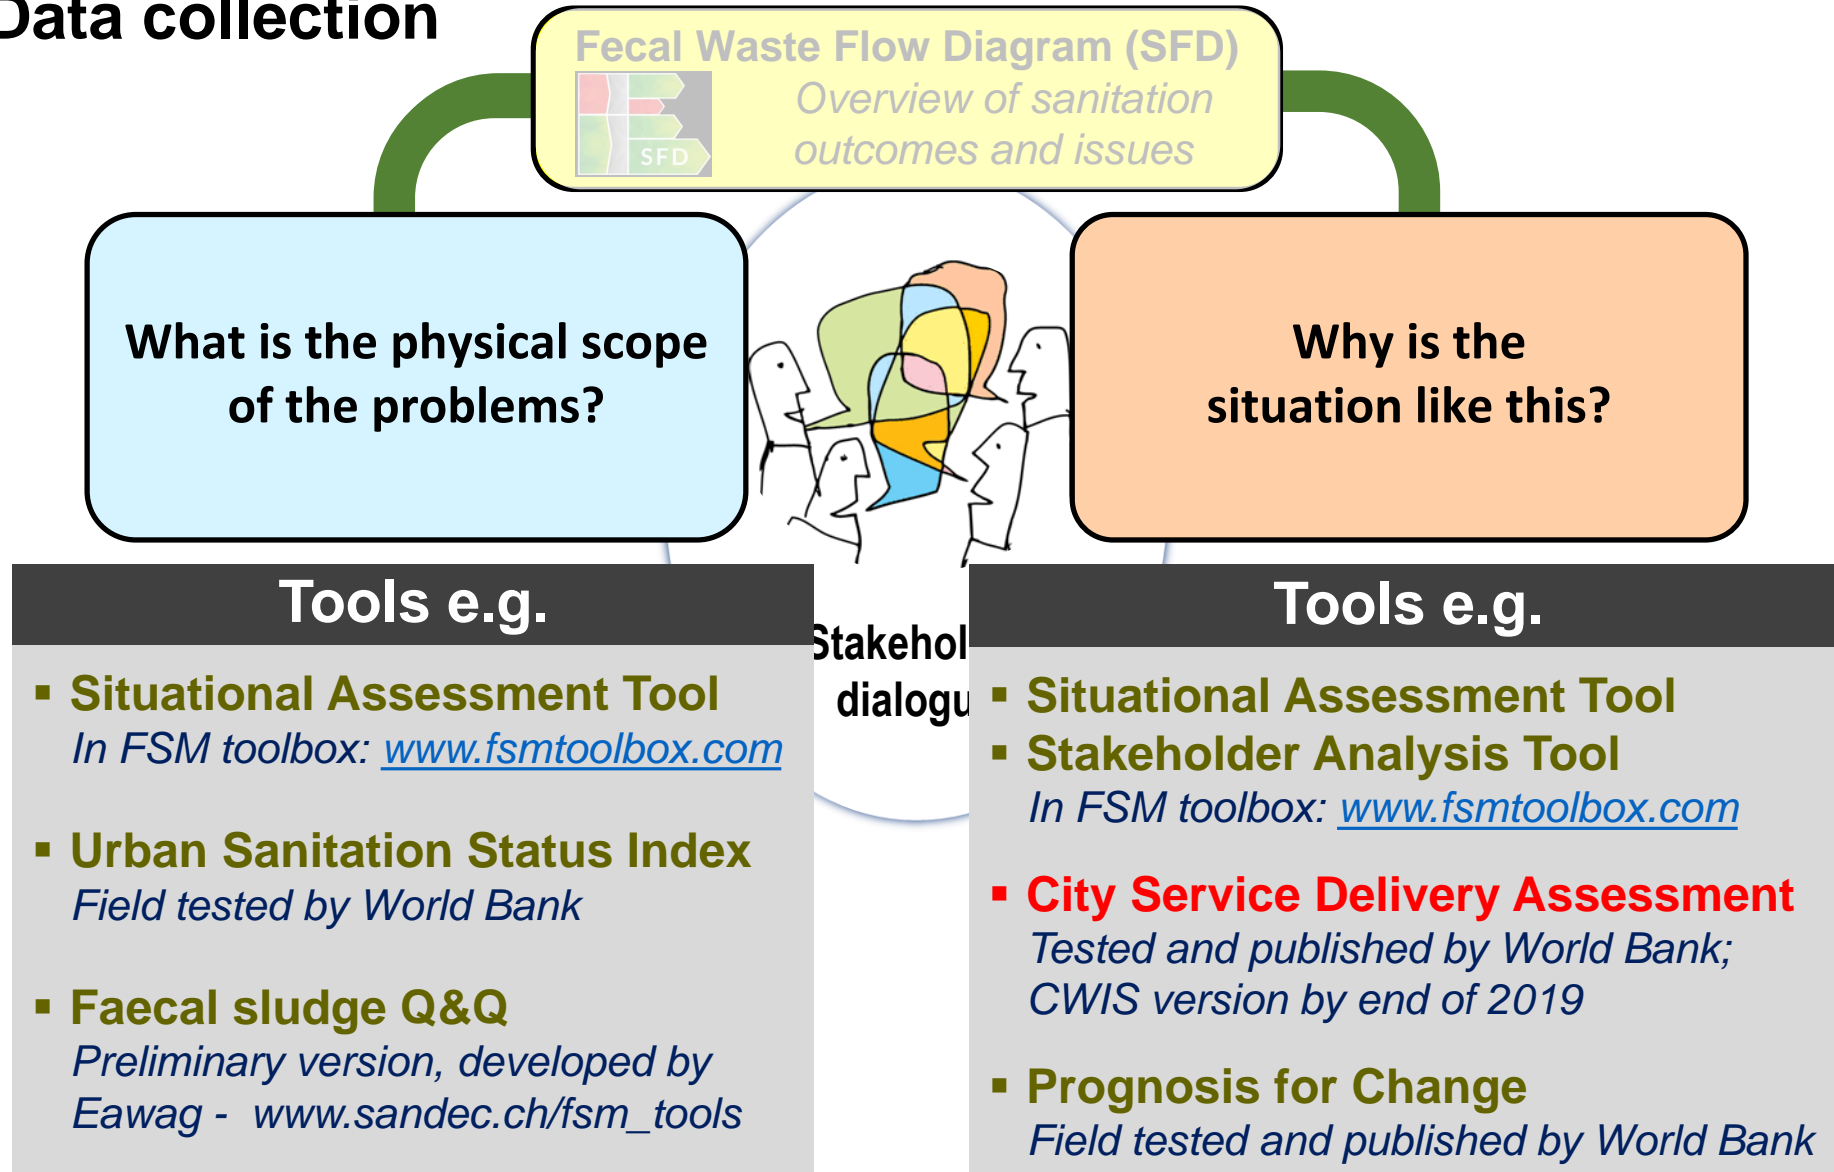 Data collection
Fecal Waste Flow Diagram (SFD)
Overview of sanitation
outcomes and issues
SFD
What is the physical scope
of the problems?
Why is the
situation like this?
Stakehol
dialogu
Tools e.g.
▪ Situational Assessment Tool
In FSM toolbox: www.fsmtoolbox.com
▪ Urban Sanitation Status Index
Field tested by World Bank
▪ Faecal sludge Q&Q
Preliminary version, developed by
Eawag - www.sandec.ch/fsm_tools
Tools e.g.
▪ Situational Assessment Tool
▪ Stakeholder Analysis Tool
In FSM toolbox: www.fsmtoolbox.com
▪ City Service Delivery Assessment
Tested and published by World Bank;
CWIS version by end of 2019
▪ Prognosis for Change
Field tested and published by World Bank